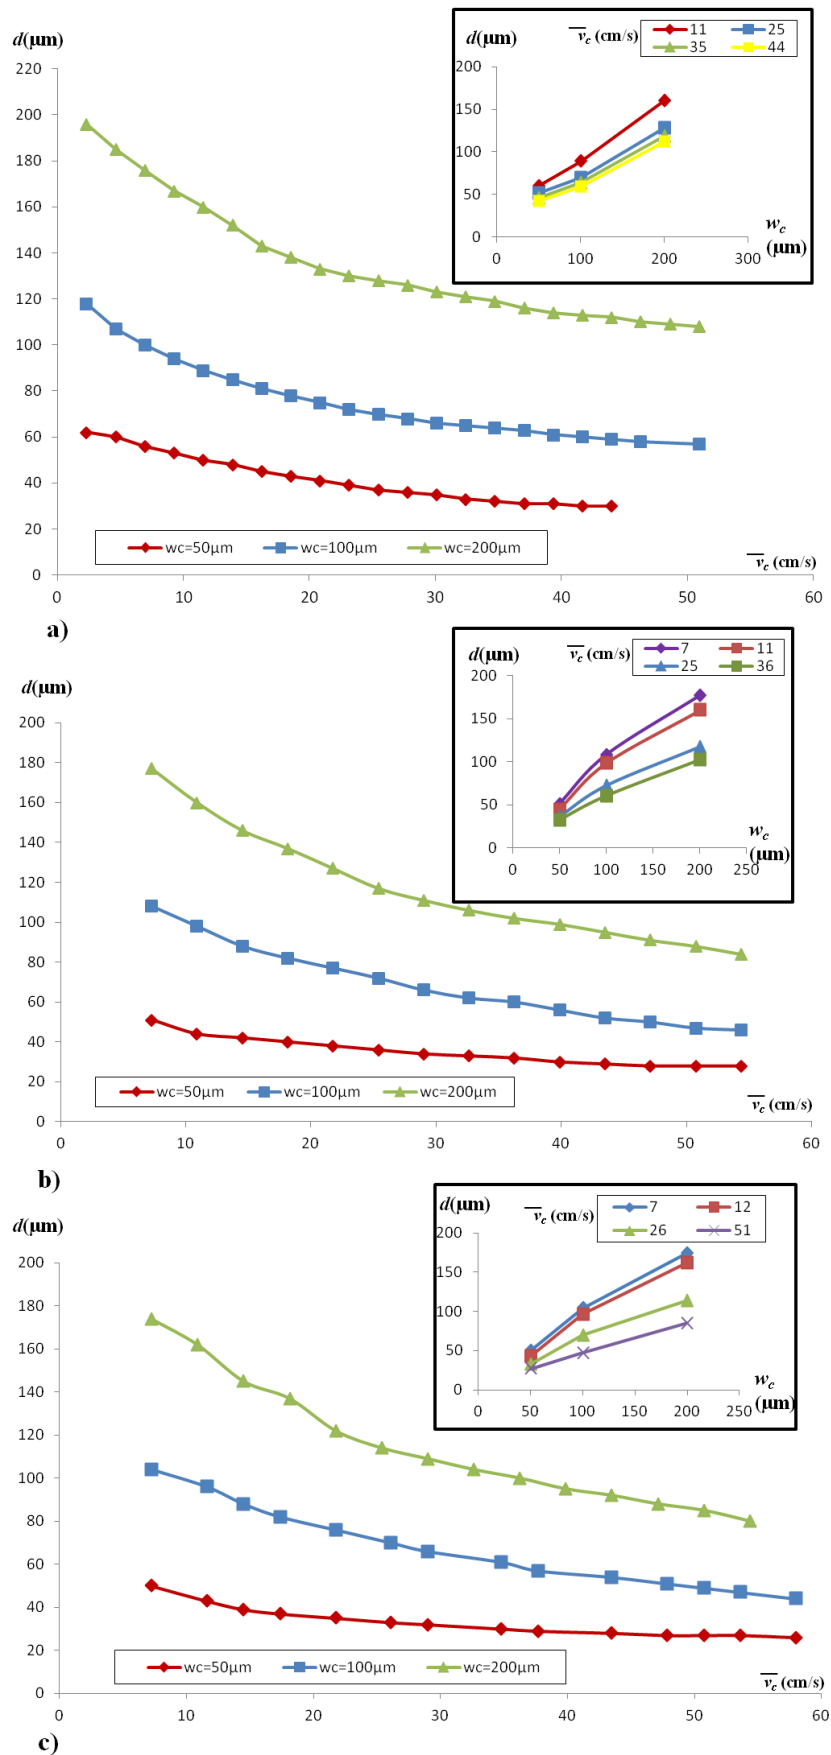 d(µm)
220
200
180
160
140
120
100
80
60
40
20
0
0 10 20 30 40 50 60
v̅c (cm/s)
wc=50µm wc=100µm wc=200µm
v̅c (cm/s)
11 25
35 44
d(µm)
200
150
100
50
0
0 100 200 300
wc
(µm)
a)
d(µm)
200
180
160
140
120
100
80
60
40
20
0
0 10 20 30 40 50 60
v̅c (cm/s)
wc=50µm wc=100µm wc=200µm
d(µm)
v̅c (cm/s)
7 11
25 36
200
150
100
50
0
0 50 100 150 200 250
wc
(µm)
b)
d(µm)
200
180
160
140
120
100
80
60
40
20
0
0 10 20 30 40 50 60
v̅c (cm/s)
wc=50µm wc=100µm wc=200µm
d(µm)
v̅c (cm/s)
7 12
26 51
200
150
100
50
0
0 50 100 150 200 250
wc
(µm)
c)